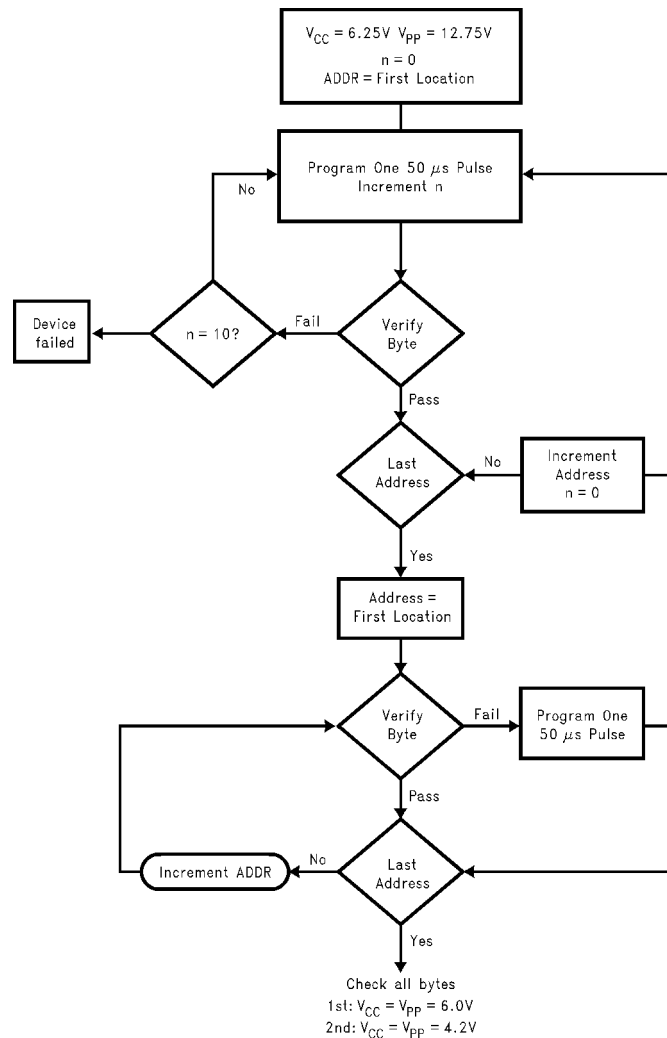 VCC = 6.25V VPP = 12.75V
n = 0
ADDR = First Location
Program One 50 μs Pulse
Increment n
No
Device
failed
n = 10?
Fail
Verify
Byte
Pass
Last
Address
No
Increment
Address
n = 0
Yes
Address =
First Location
Verify
Byte
Fail
Program One
50 μs Pulse
Pass
Increment ADDR
No
Last
Address
Yes
Check all bytes
1st: VCC = VPP = 6.0V
2nd: VCC = VPP = 4.2V